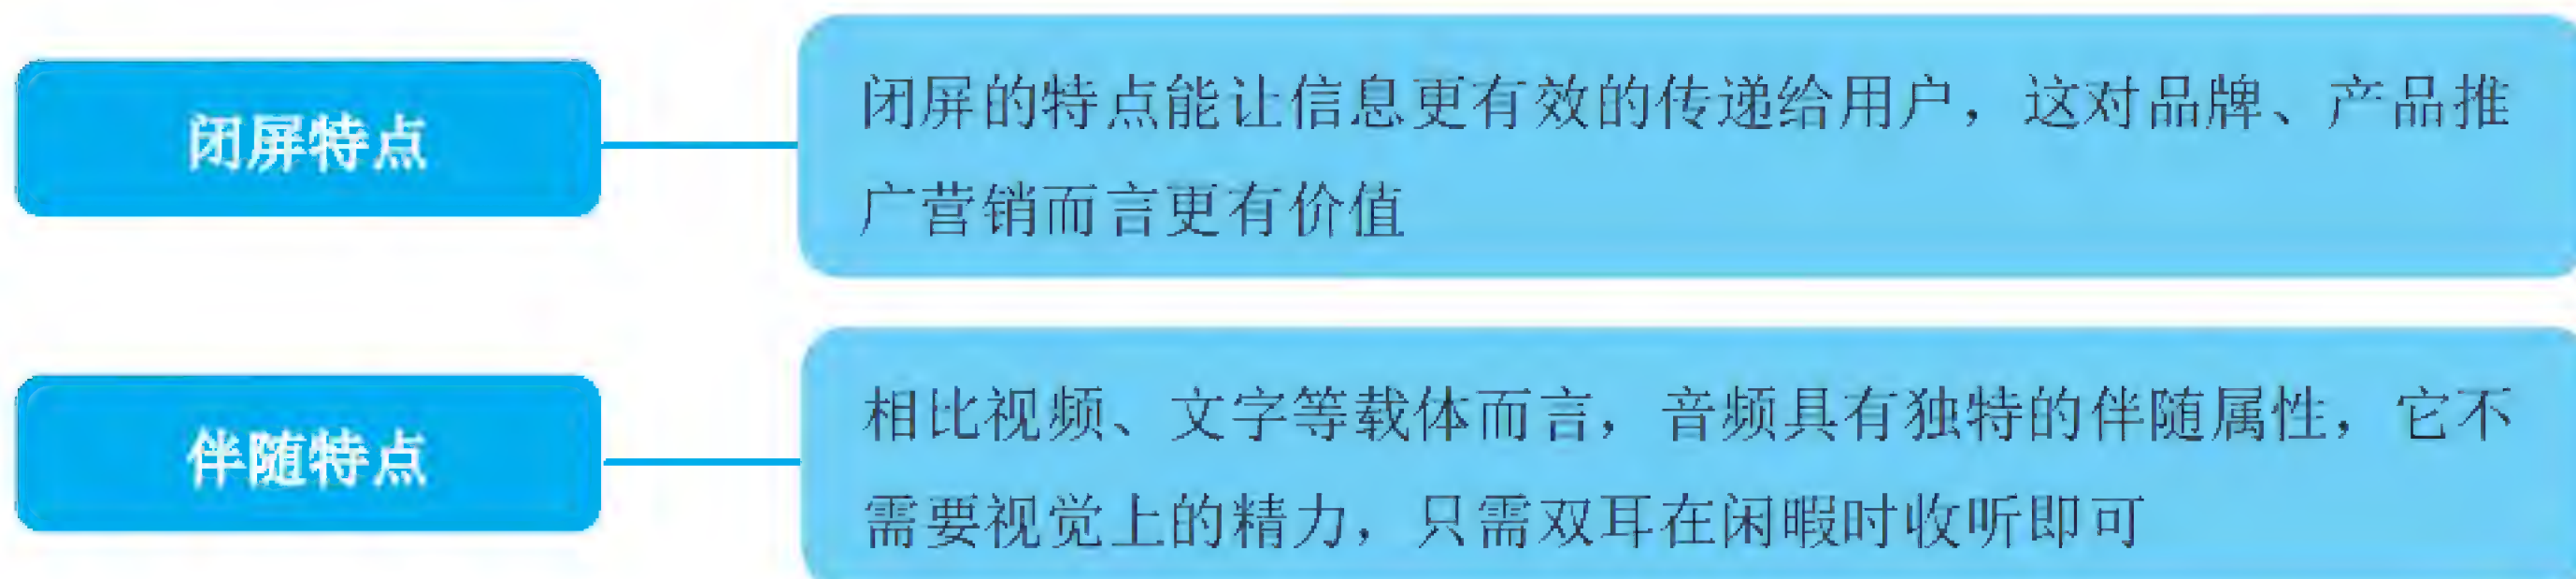 闭屏特点
闭屏的特点能让信息更有效的传递给用户，这对品牌、产品推
广营销而言更有价值
伴随特点
相比视频、文字等载体而言，音频具有独特的伴随属性，它不
需要视觉上的精力，只需双耳在闲暇时收听即可